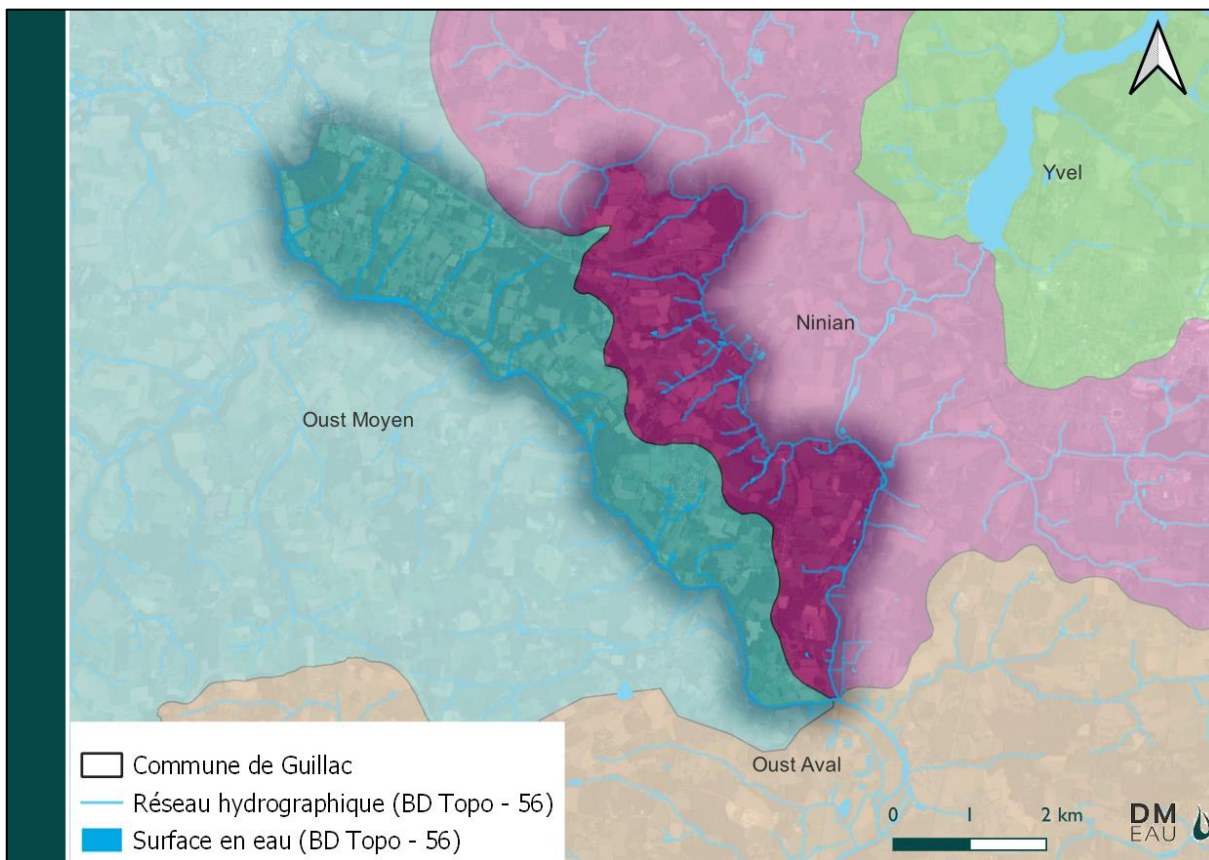 Yvel
Ninian
Oust Moyen
Oust Aval
Commune de Guillac
Réseau hydrographique (BD Topo - 56)
Surface en eau (BD Topo - 56)
0 1 2 km
DM
EAU